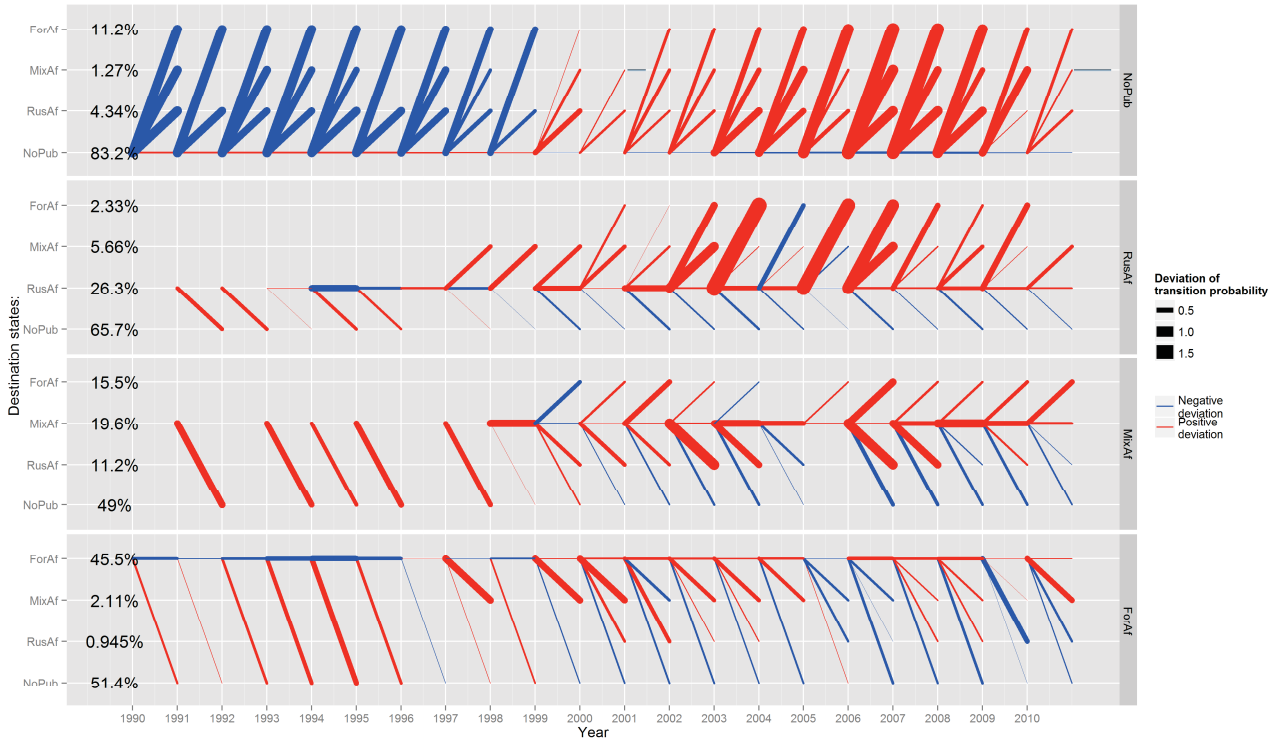 Destination states:
ForAf
11.2%
MixAf
1.27%
RusAf
4.34%
NoPub
83.2%
NoPub
ForAf
2.33%
MixAf
5.66%
RusAf
26.3%
NoPub
65.7%
RusAf
ForAf
15.5%
MixAf
19.6%
RusAf
11.2%
NoPub
49%
MixAf
ForAf
45.5%
MixAf
2.11%
RusAf
0.945%
NoPub
51.4%
ForAf
1990 1991 1992 1993 1994 1995 1996 1997 1998 1999 2000 2001 2002 2003 2004 2005 2006 2007 2008 2009 2010
Year
Deviation of
transition probability
0.5
1.0
1.5
Negative
deviation
Positive
deviation